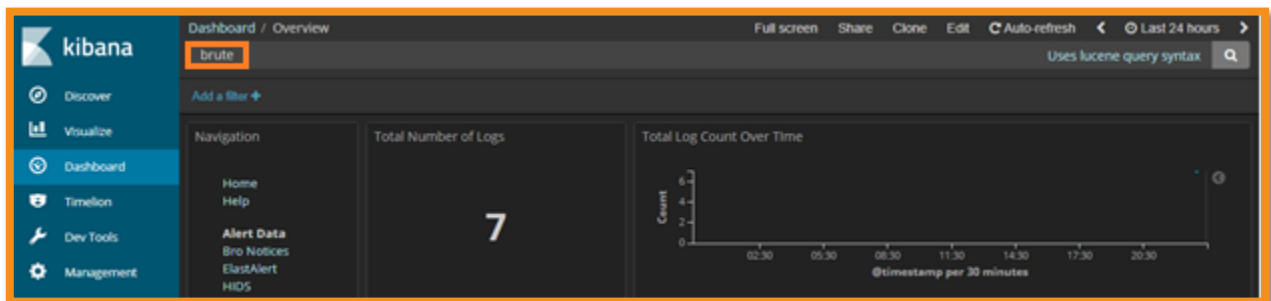 kibana
Discover
Visualize
Dashboard
Timelion
Dev Tools
Management
Dashboard / Overview
Full screen Share Clone Edit Auto-refresh Last 24 hours
brute
Uses lucene query syntax
Add a filter +
Navigation
Home
Help
Alert Data
Bro Notices
ElastAlert
HIDS
Total Number of Logs
7
Total Log Count Over Time
Count
6
4
2
0
02:30 05:30 08:30 11:30 14:30 17:30 20:30
@timestamp per 30 minutes